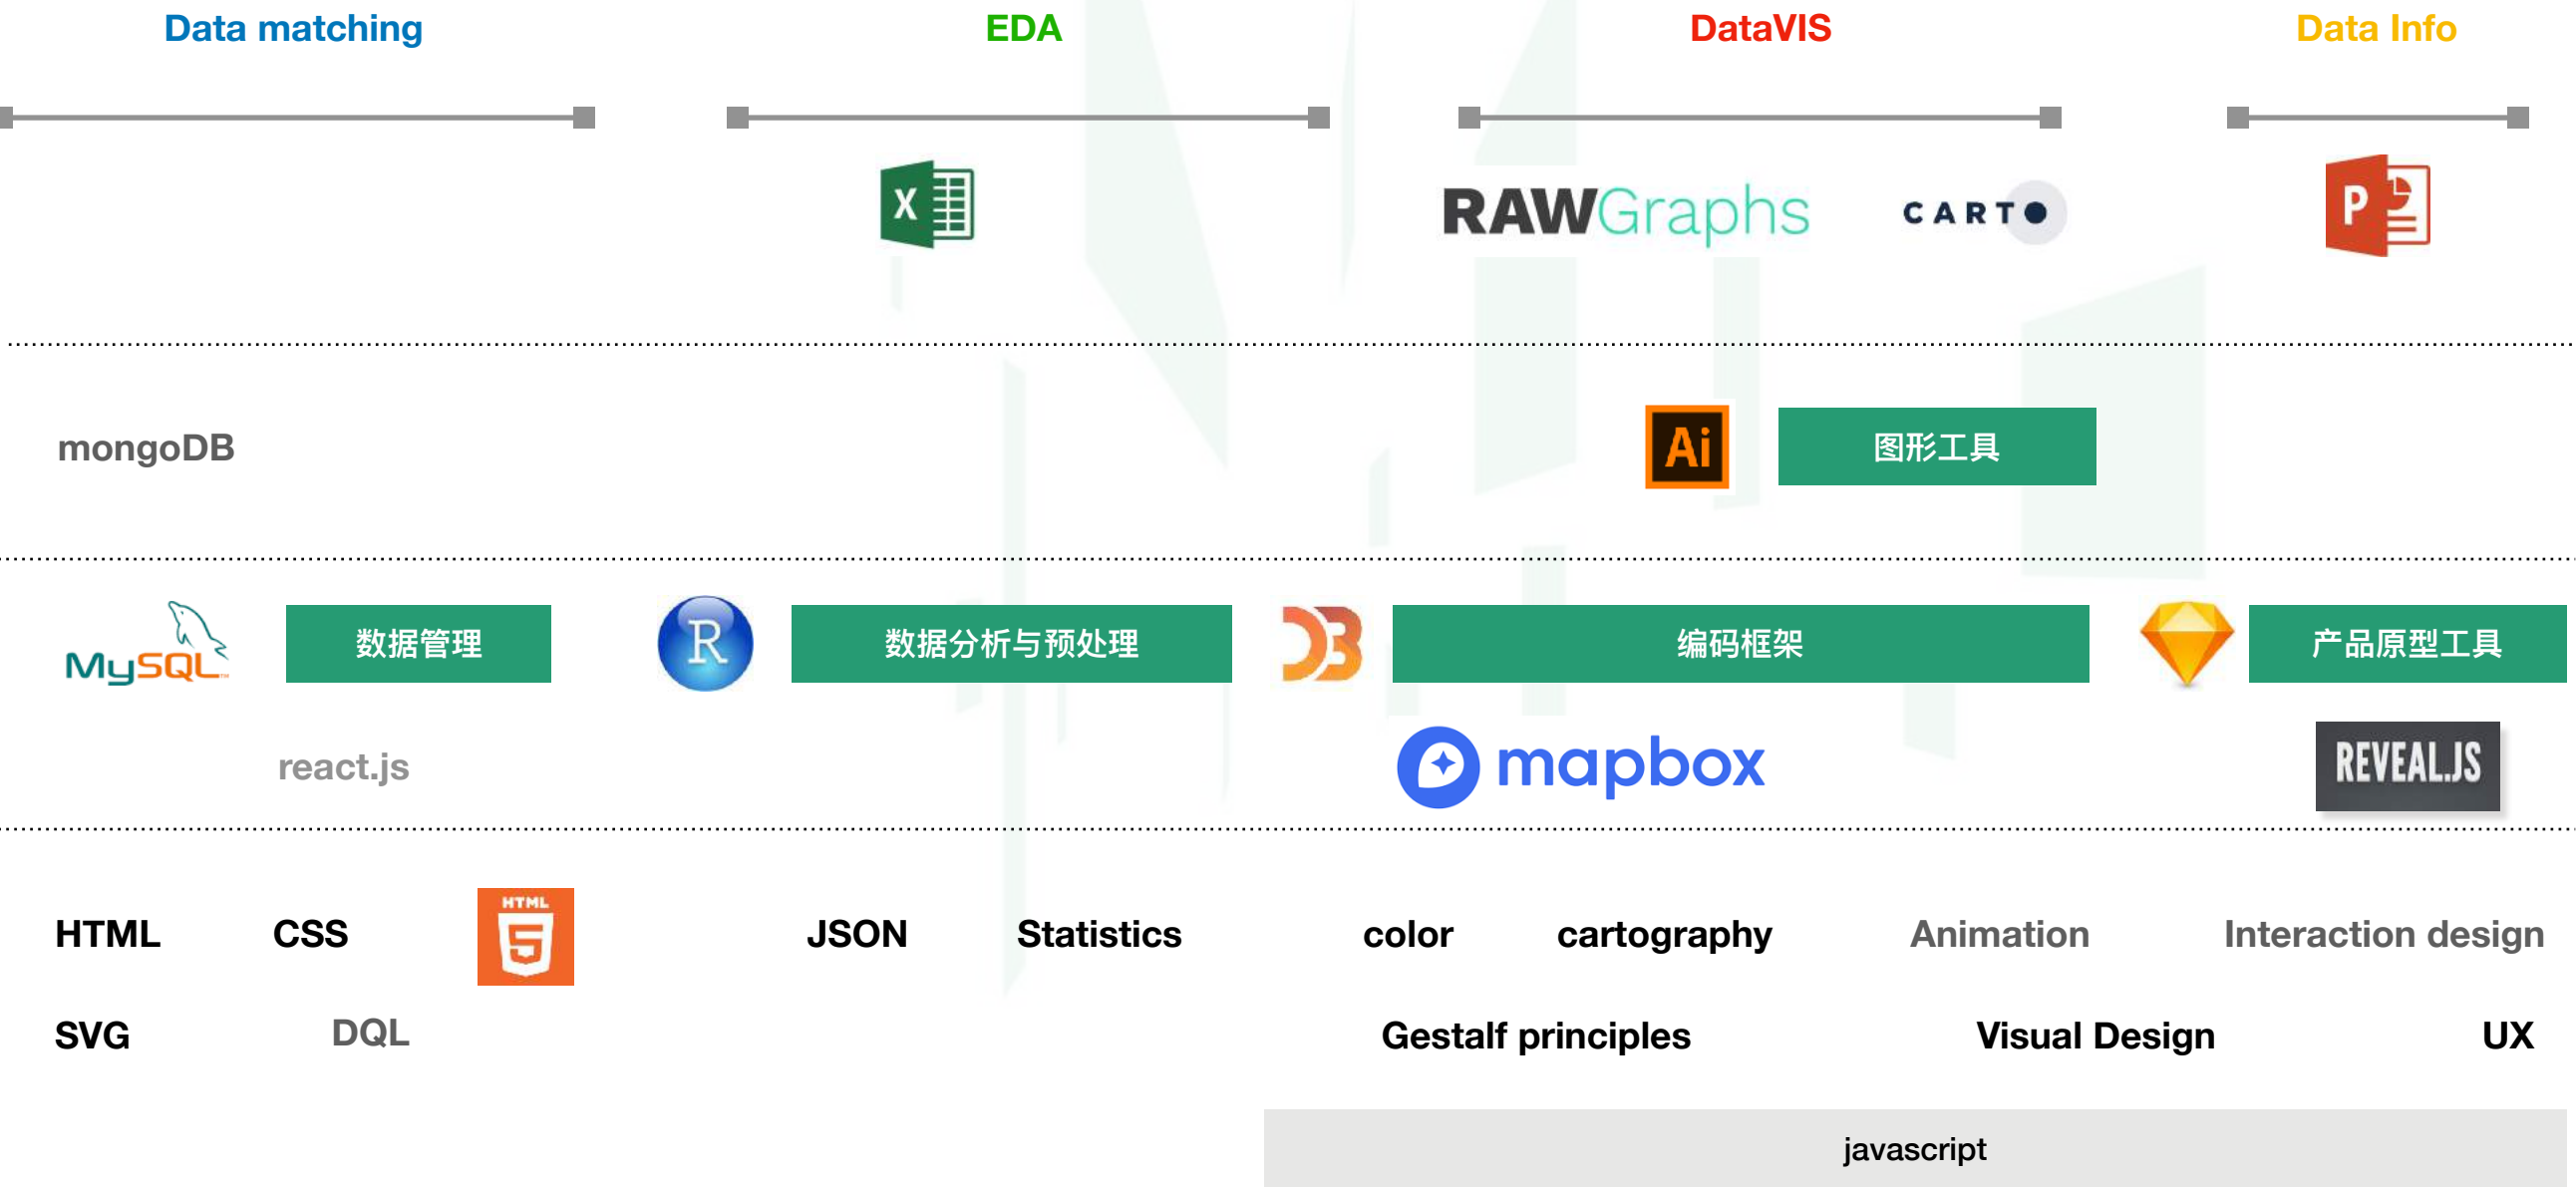 Data matching EDA DataVIS Data Info
X RAWGraphs CARTO P
mongoDB Ai 图形工具
MySQL 数据管理 R 数据分析与预处理 D3 编码框架 产品原型工具
react.js mapbox REVEAL.JS
HTML CSS HTML 5 JSON Statistics color cartography Animation Interaction design
SVG DQL Gestalf principles Visual Design UX
javascript